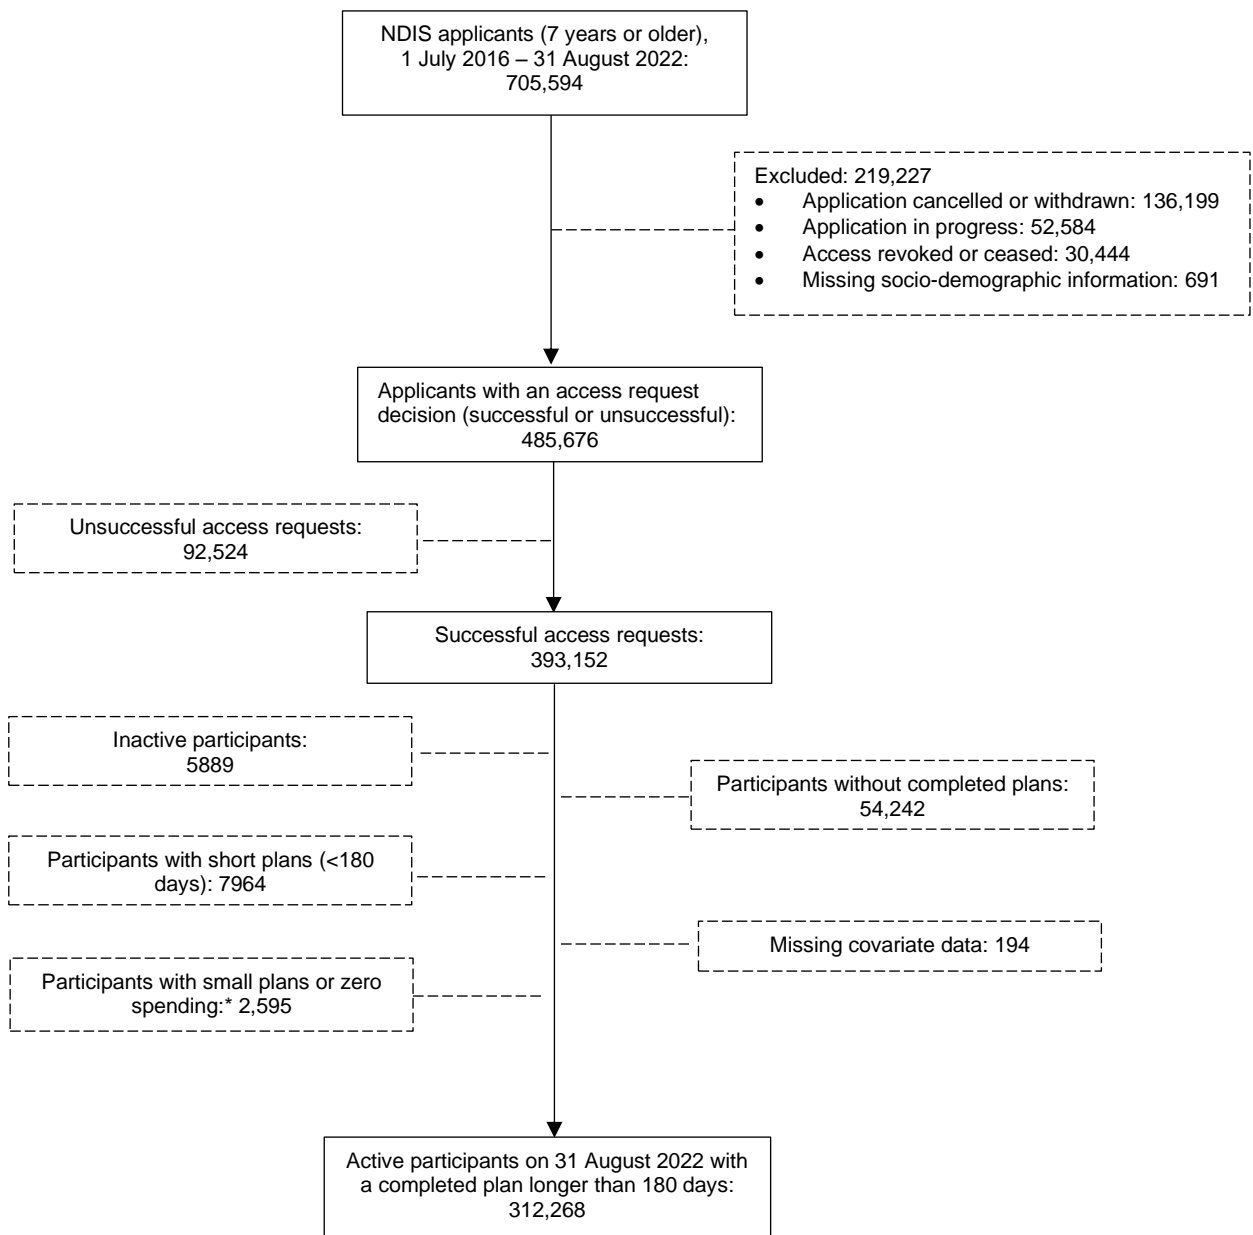 NDIS applicants (7 years or older),
1 July 2016 – 31 August 2022:
705,594
Excluded: 219,227
• Application cancelled or withdrawn: 136,199
• Application in progress: 52,584
• Access revoked or ceased: 30,444
• Missing socio-demographic information: 691
Applicants with an access request
decision (successful or unsuccessful):
485,676
Unsuccessful access requests:
92,524
Successful access requests:
393,152
Inactive participants:
5889
Participants without completed plans:
54,242
Participants with short plans (<180
days): 7964
Missing covariate data: 194
Participants with small plans or zero
spending:* 2,595
Active participants on 31 August 2022 with
a completed plan longer than 180 days:
312,268